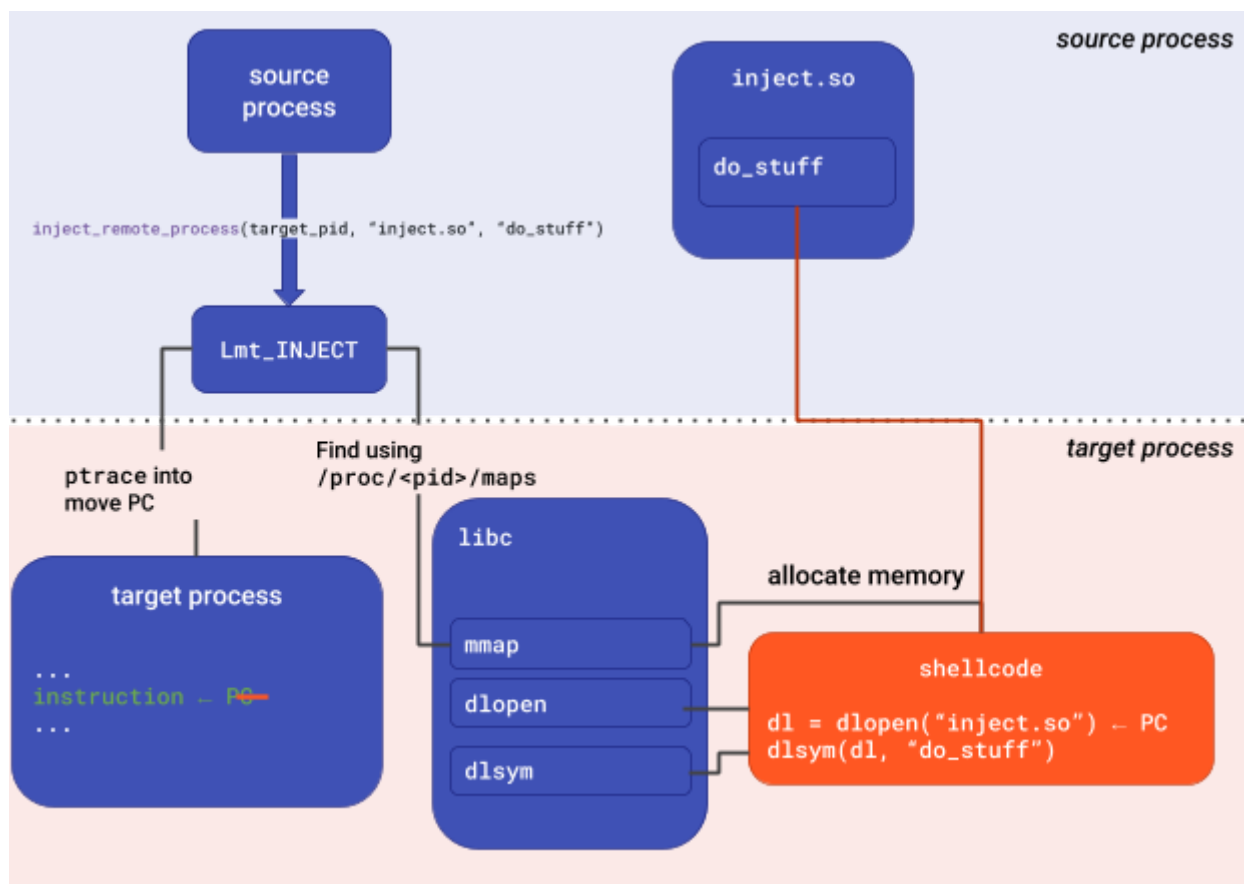 source process
source
process
inject.so
do_stuff
inject_remote_process(target_pid, “inject.so”, “do_stuff”)
Lmt_INJECT
target process
ptrace into
move PC
Find using
/proc/<pid>/maps
libc
mmap
dlopen
dlsym
allocate memory
target process
...
instruction ← PC
...
shellcode
dl = dlopen(“inject.so”) ← PC
dlsym(dl, “do_stuff”)